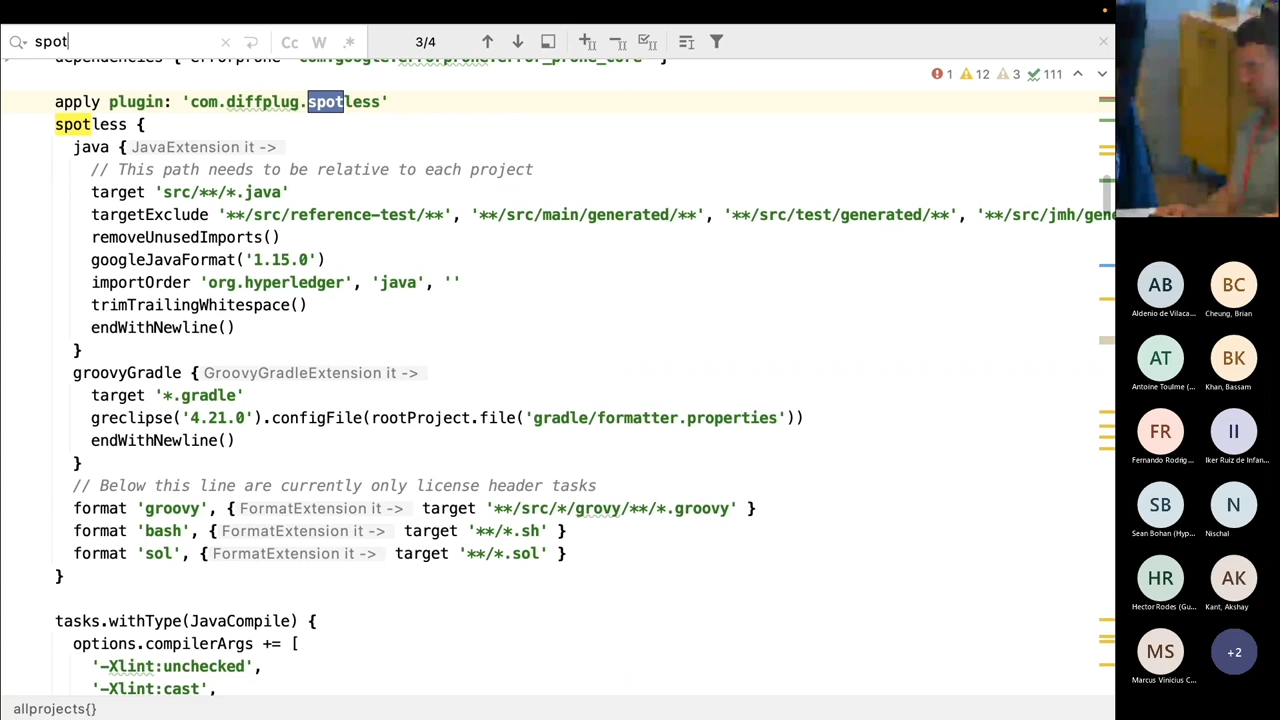 spot
Cc W .*
3/4
dependencies { errorprone 'com.google.errorprone:error_prone_core' }
1 12 3 111
apply plugin: 'com.diffplug.spotless'
spotless {
java { JavaExtension it ->
// This path needs to be relative to each project
target 'src/**/*.java'
targetExclude '**/src/reference-test/**', '**/src/main/generated/**', '**/src/test/generated/**', '**/src/jmh/gene
removeUnusedImports()
googleJavaFormat('1.15.0')
importOrder 'org.hyperledger', 'java', ''
trimTrailingWhitespace()
endWithNewline()
}
groovyGradle { GroovyGradleExtension it ->
target '*.gradle'
greclipse('4.21.0').configFile(rootProject.file('gradle/formatter.properties'))
endWithNewline()
}
// Below this line are currently only license header tasks
format 'groovy', { FormatExtension it -> target '**/src/*/grovy/**/*.groovy' }
format 'bash', { FormatExtension it -> target '**/*.sh' }
format 'sol', { FormatExtension it -> target '**/*.sol' }
}
tasks.withType(JavaCompile) {
options.compilerArgs += [
'-Xlint:unchecked',
'-Xlint:cast',
allprojects{}
AB BC
Aldenio de Vilaca... Cheung, Brian
AT BK
Antoine Toulme (... Khan, Bassam
FR II
Fernando Rodrig... Iker Ruiz de Infan...
SB N
Sean Bohan (Hyp... Nischal
HR AK
Hector Rodes (Gu... Kant, Akshay
MS +2
Marcus Vinicius C...